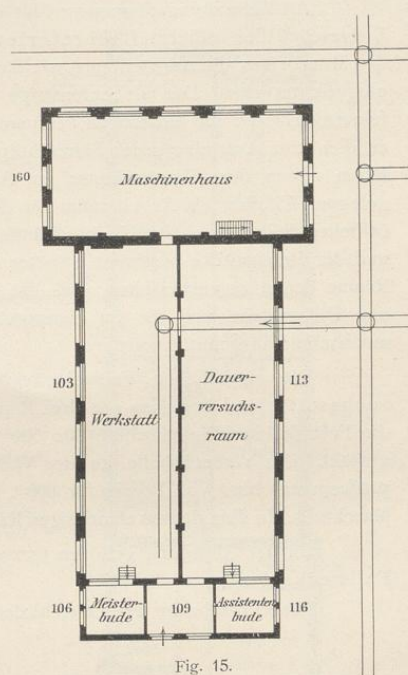 160
Maschinenhaus
103
Werkstatt
Dauer-
versuchs-
raum
113
106
Meister-
bude
109
Assistenten
bude
116
Fig. 15.